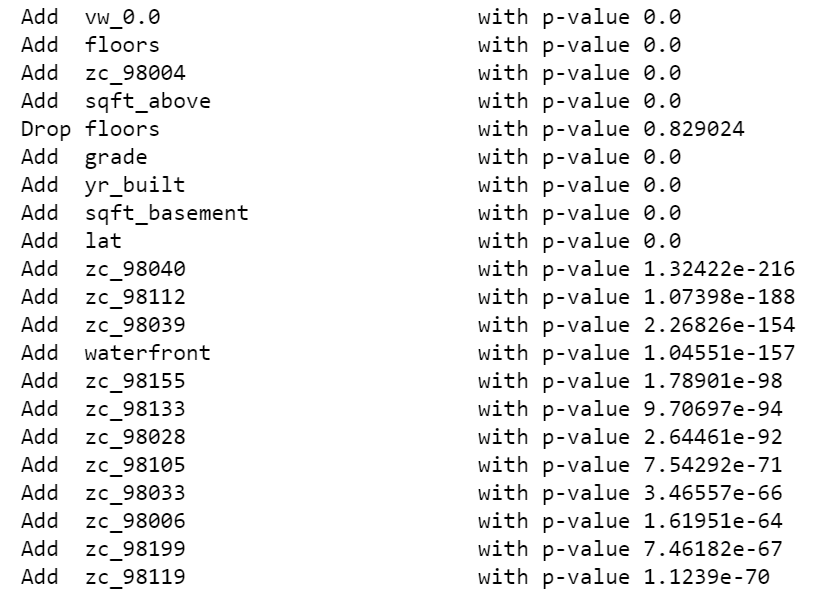 Add  vw_0.0                         with p-value 0.0
Add  floors                         with p-value 0.0
Add  zc_98004                       with p-value 0.0
Add  sqft_above                     with p-value 0.0
Drop floors                         with p-value 0.829024
Add  grade                          with p-value 0.0
Add  yr_built                       with p-value 0.0
Add  sqft_basement                  with p-value 0.0
Add  lat                            with p-value 0.0
Add  zc_98040                       with p-value 1.32422e-216
Add  zc_98112                       with p-value 1.07398e-188
Add  zc_98039                       with p-value 2.26826e-154
Add  waterfront                     with p-value 1.04551e-157
Add  zc_98155                       with p-value 1.78901e-98
Add  zc_98133                       with p-value 9.70697e-94
Add  zc_98028                       with p-value 2.64461e-92
Add  zc_98105                       with p-value 7.54292e-71
Add  zc_98033                       with p-value 3.46557e-66
Add  zc_98006                       with p-value 1.61951e-64
Add  zc_98199                       with p-value 7.46182e-67
Add  zc_98119                       with p-value 1.1239e-70